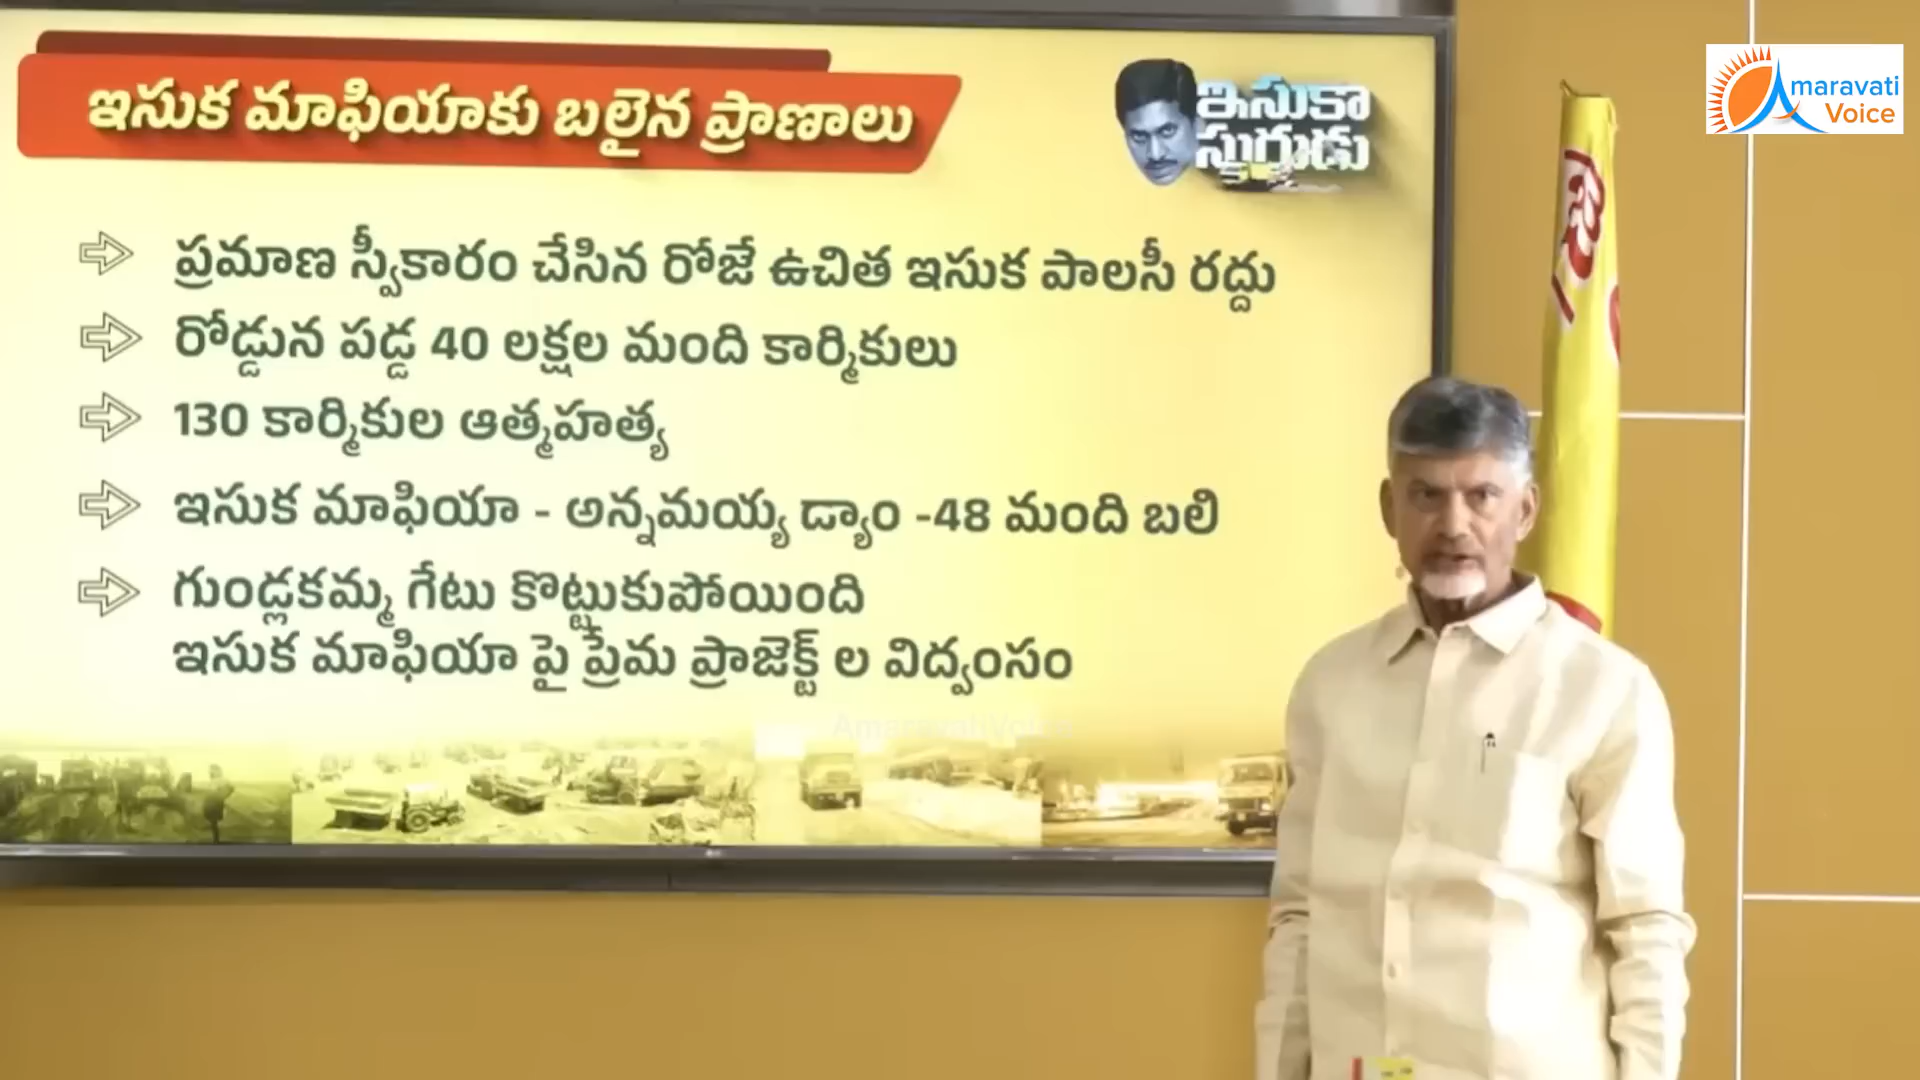 ఇసుక మాఫియాకు బలైన ప్రాణాలు
ఇసుకా
సురుడు
Amaravati
Voice
ప్రమాణ స్వీకారం చేసిన రోజే ఉచిత ఇసుక పాలసీ రద్దు
రోడ్డున పడ్డ 40 లక్షల మంది కార్మికులు
130 కార్మికుల ఆత్మహత్య
ఇసుక మాఫియా - అన్నమయ్య డ్యాం -48 మంది బలి
గుండ్లకమ్మ గేటు కొట్టుకుపోయింది
ఇసుక మాఫియా పై ప్రేమ ప్రాజెక్ట్ ల విద్వంసం
AmaravatiVoice